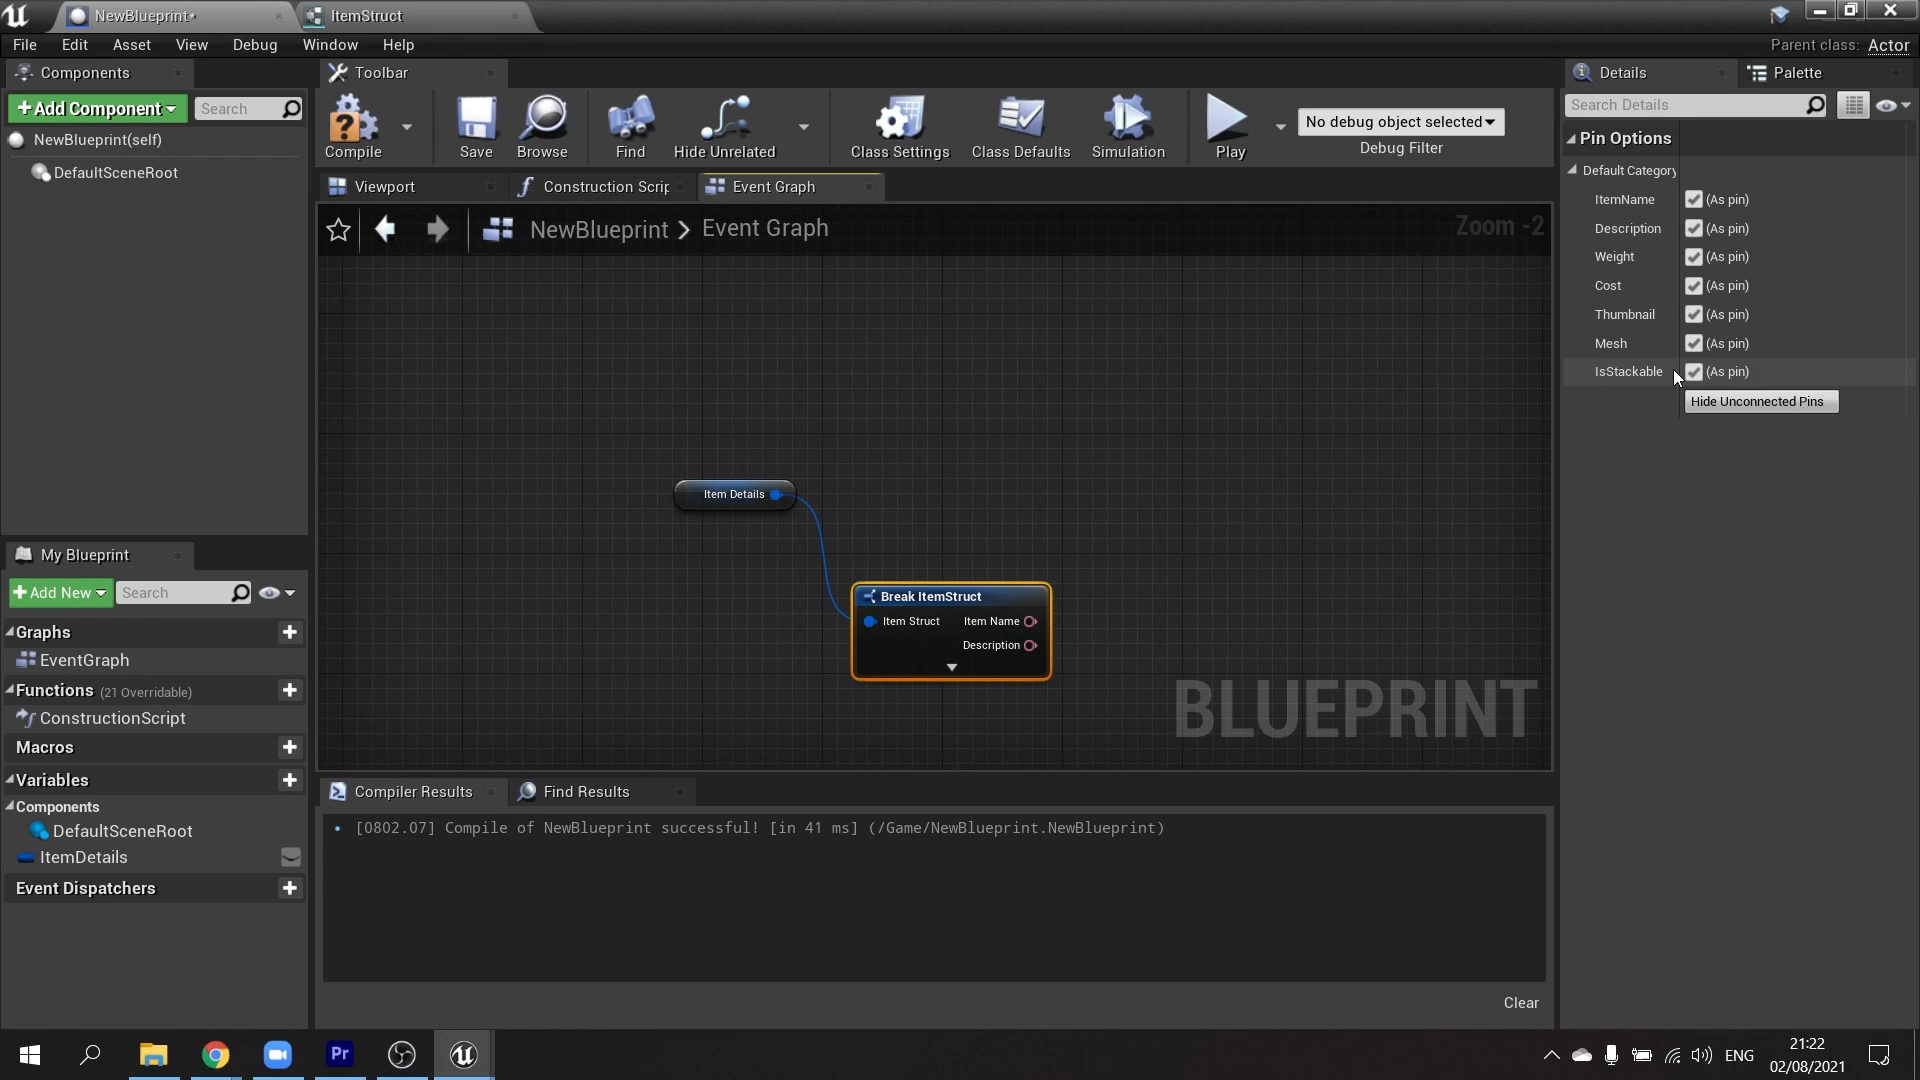 NewBlueprint*
ItemStruct
File Edit Asset View Debug Window Help
Parent class: Actor
Components
Toolbar
Details
Palette
Add Component
Search
Search Details
NewBlueprint(self)
DefaultSceneRoot
Compile
Save
Browse
Find
Hide Unrelated
Class Settings
Class Defaults
Simulation
Play
No debug object selected
Debug Filter
Pin Options
Default Category
ItemName (As pin)
Description (As pin)
Weight (As pin)
Cost (As pin)
Thumbnail (As pin)
Mesh (As pin)
IsStackable (As pin)
Hide Unconnected Pins
Viewport
Construction Scrip
Event Graph
NewBlueprint > Event Graph
Zoom -2
Item Details
Break ItemStruct
Item Struct Item Name
Description
BLUEPRINT
My Blueprint
Add New
Search
Graphs
EventGraph
Functions (21 Overridable)
ConstructionScript
Macros
Variables
Components
DefaultSceneRoot
ItemDetails
Event Dispatchers
Compiler Results
Find Results
[0802.07] Compile of NewBlueprint successful! [in 41 ms] (/Game/NewBlueprint.NewBlueprint)
Clear
Pr
ENG
21:22
02/08/2021